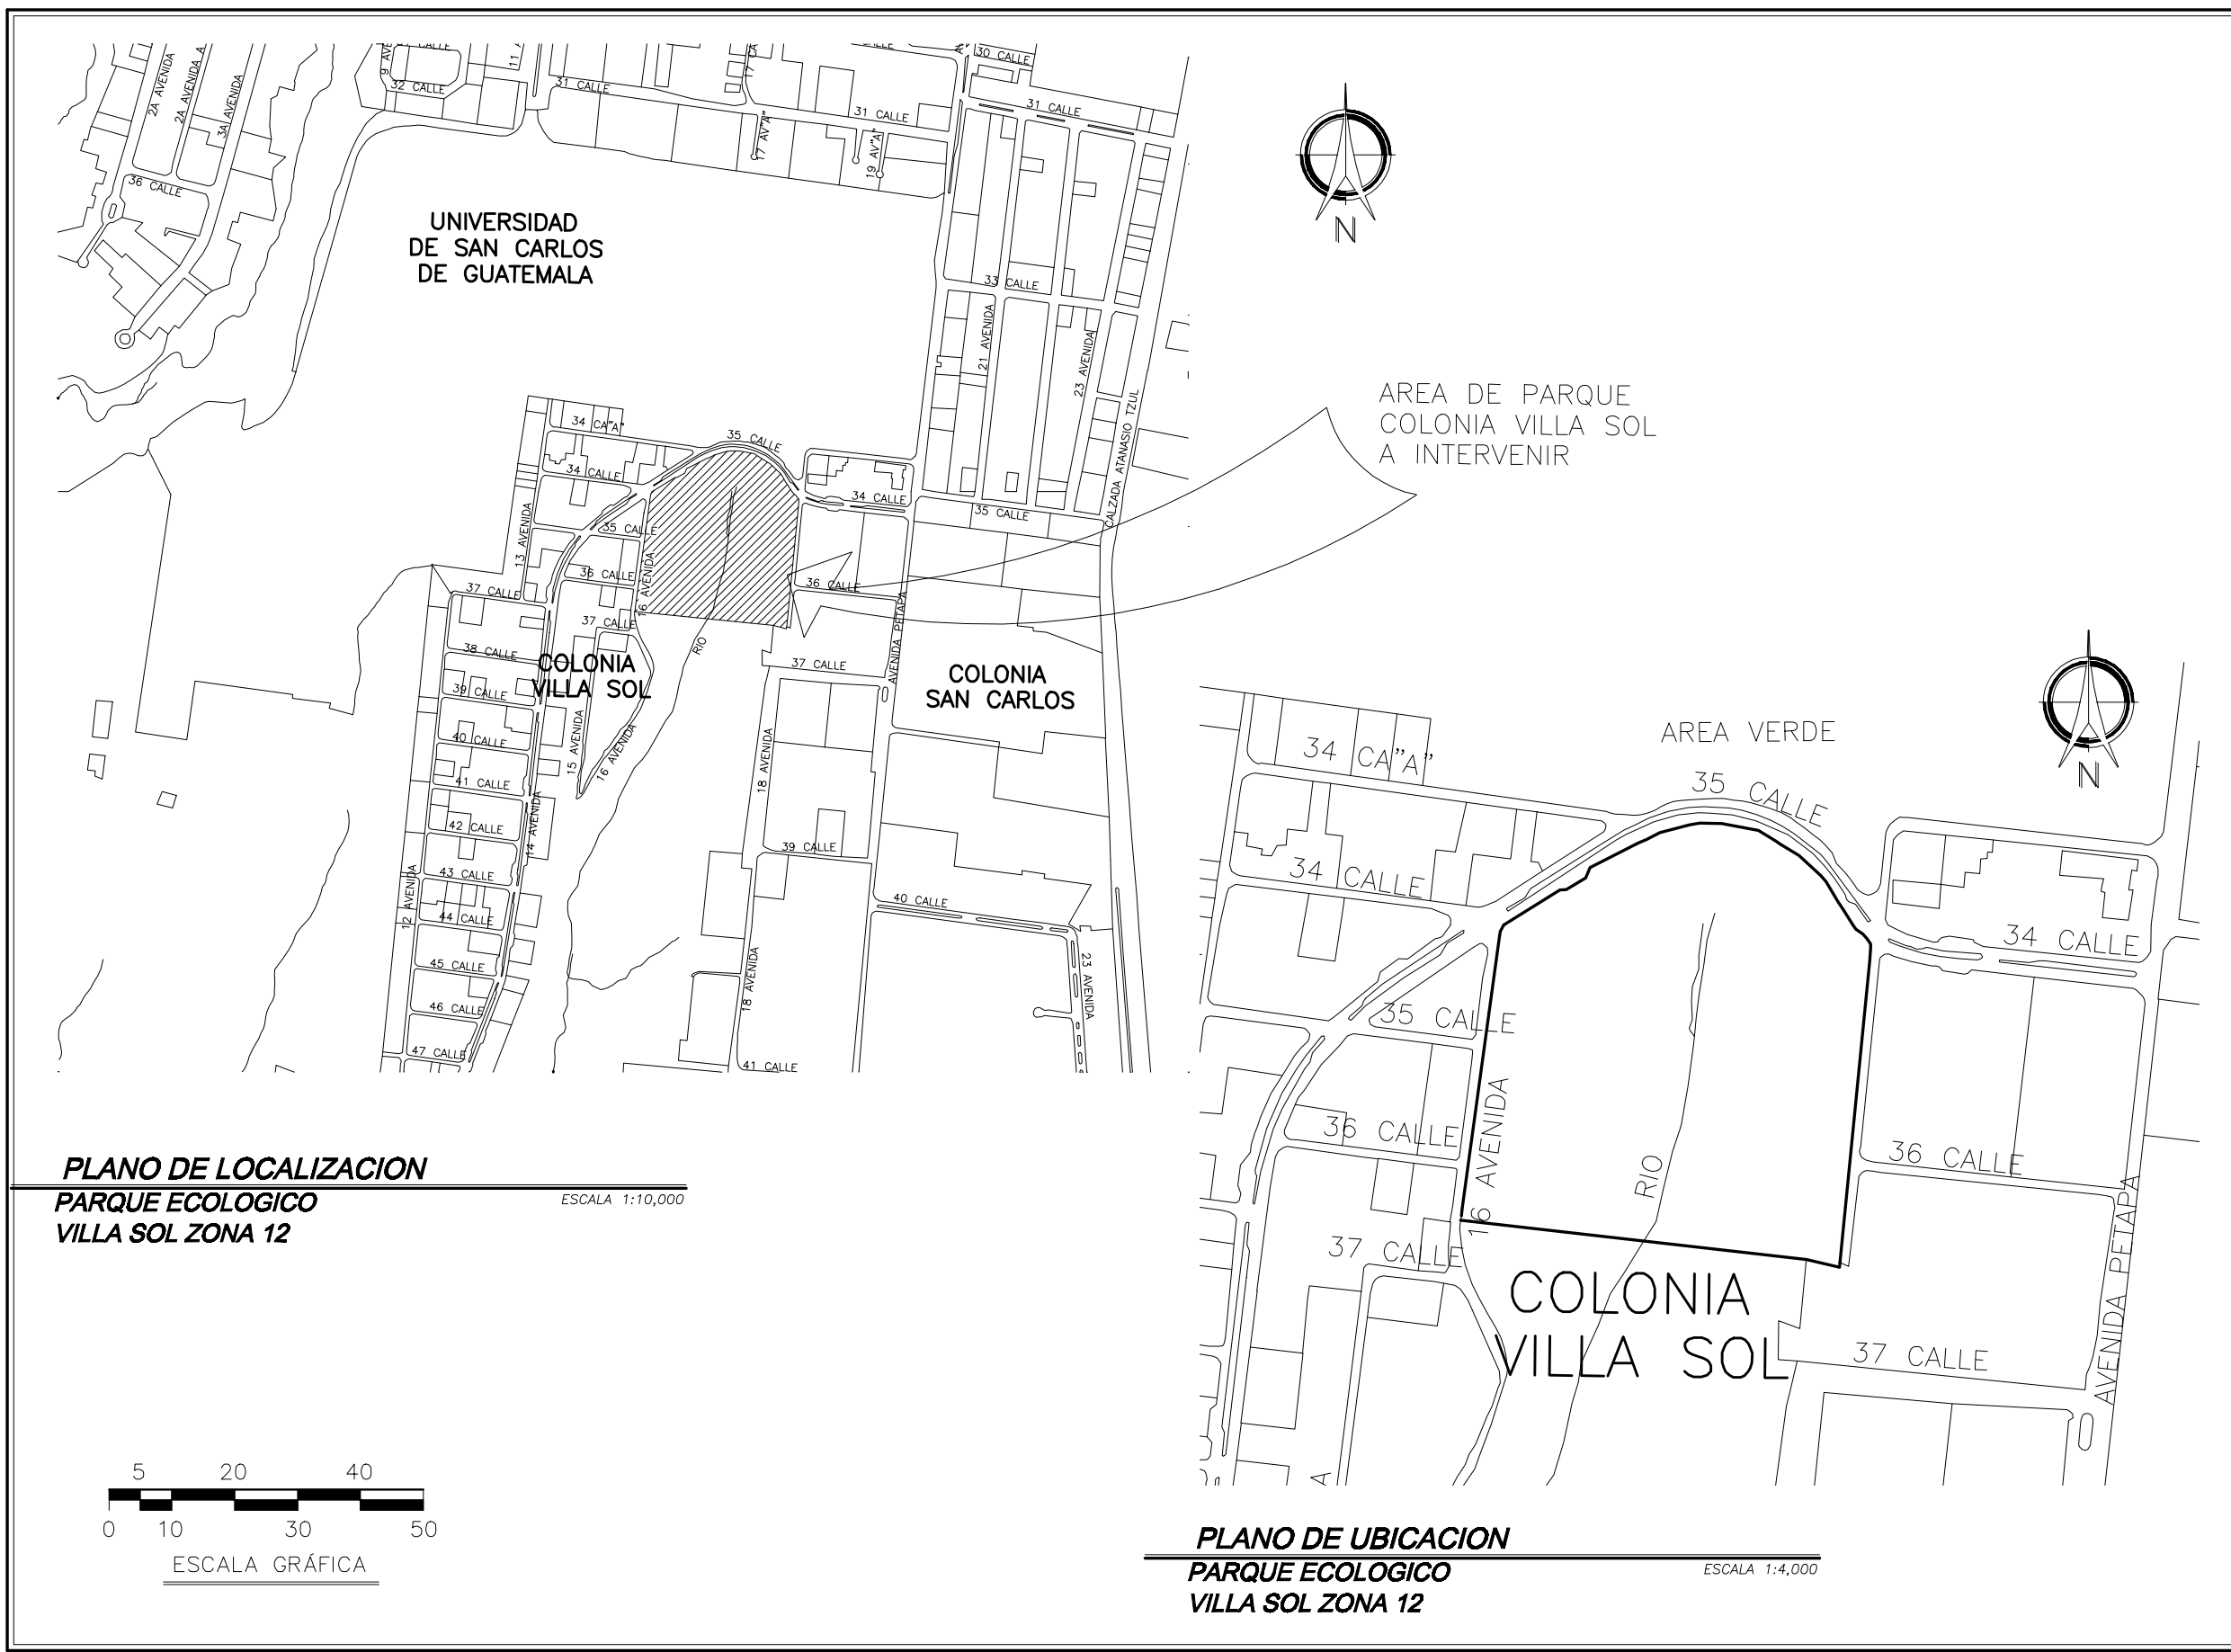 30 CALLE
9 AVE
32 CALLE
31 CALLE
31 CALLE
31 CALLE
2A AVENIDA
2A AVENIDA A
3A AVENIDA
36 CALLE
17 AV"A"
19 AV"A"
UNIVERSIDAD
DE SAN CARLOS
DE GUATEMALA
33 CALLE
21 AVENIDA
23 AVENIDA
CALZADA ATANASIO TZUL
N
AREA DE PARQUE
COLONIA VILLA SOL
A INTERVENIR
34 CA"A"
35 CALLE
34 CALLE
34 CALLE
35 CALLE
35 CALLE
13 AVENIDA
36 CALLE
16 AVENIDA
36 CALLE
37 CALLE
37 CALLE
RIO
AVENIDA PETAPA
38 CALLE
COLONIA
VILLA SOL
37 CALLE
COLONIA
SAN CARLOS
39 CALLE
40 CALLE
15 AVENIDA
16 AVENIDA
18 AVENIDA
41 CALLE
42 CALLE
14 AVENIDA
39 CALLE
43 CALLE
12 AVENIDA
44 CALLE
40 CALLE
45 CALLE
18 AVENIDA
23 AVENIDA
46 CALLE
47 CALLE
41 CALLE
PLANO DE LOCALIZACION
PARQUE ECOLOGICO
ESCALA 1:10,000
VILLA SOL ZONA 12
5 20 40
0 10 30 50
ESCALA GRÁFICA
N
AREA VERDE
34 CA"A"
35 CALLE
34 CALLE
34 CALLE
35 CALLE
36 CALLE
16 AVENIDA
36 CALLE
RIO
37 CALLE
AVENIDA PETAPA
COLONIA
VILLA SOL
37 CALLE
A
PLANO DE UBICACION
PARQUE ECOLOGICO
ESCALA 1:4,000
VILLA SOL ZONA 12